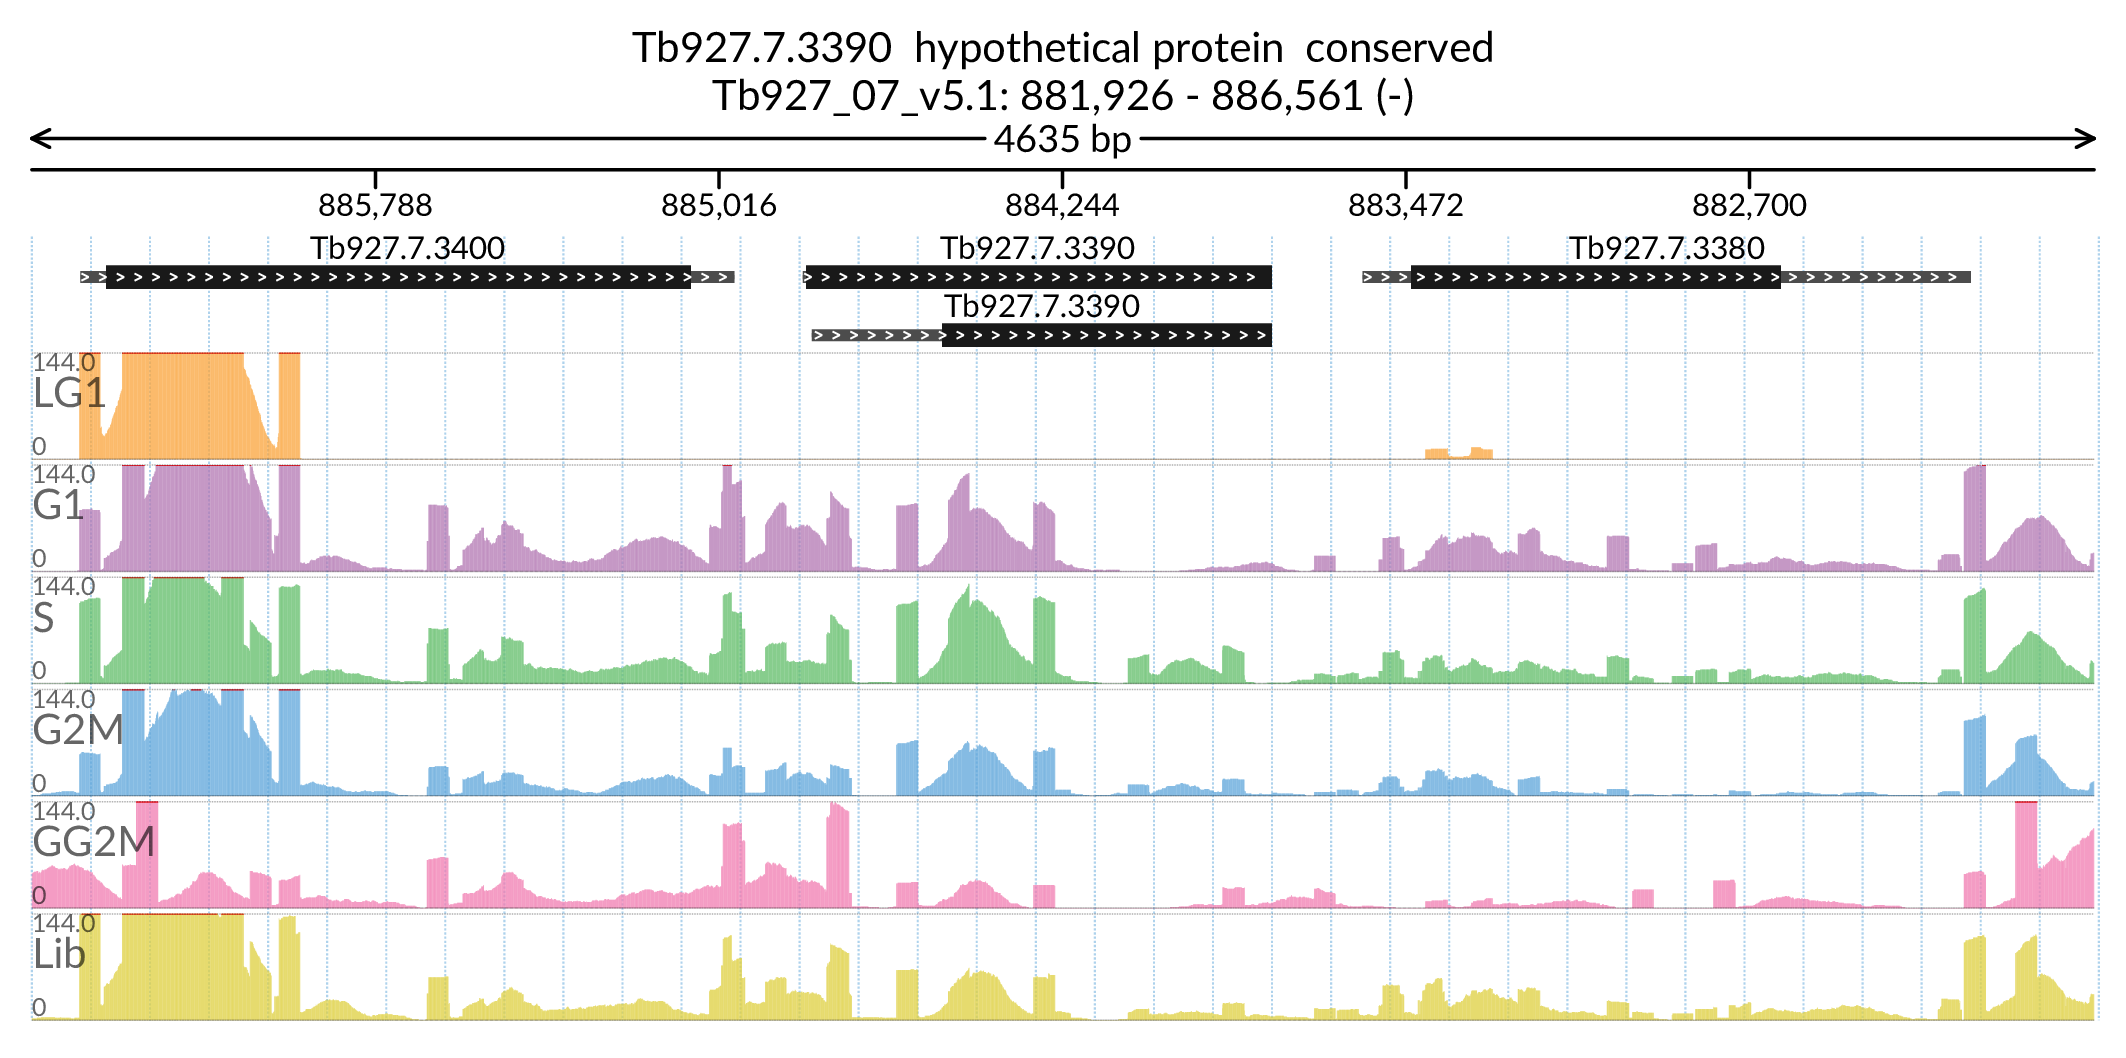 Tb927.7.3390  hypothetical protein  conserved
Tb927_07_v5.1: 881,926 - 886,561 (-)
4635 bp
885,788 885,016 884,244 883,472 882,700
Tb927.7.3400 Tb927.7.3390 Tb927.7.3380
Tb927.7.3390
144.0
LG1
0
144.0
G1
0
144.0
S
0
144.0
G2M
0
144.0
GG2M
0
144.0
Lib
0